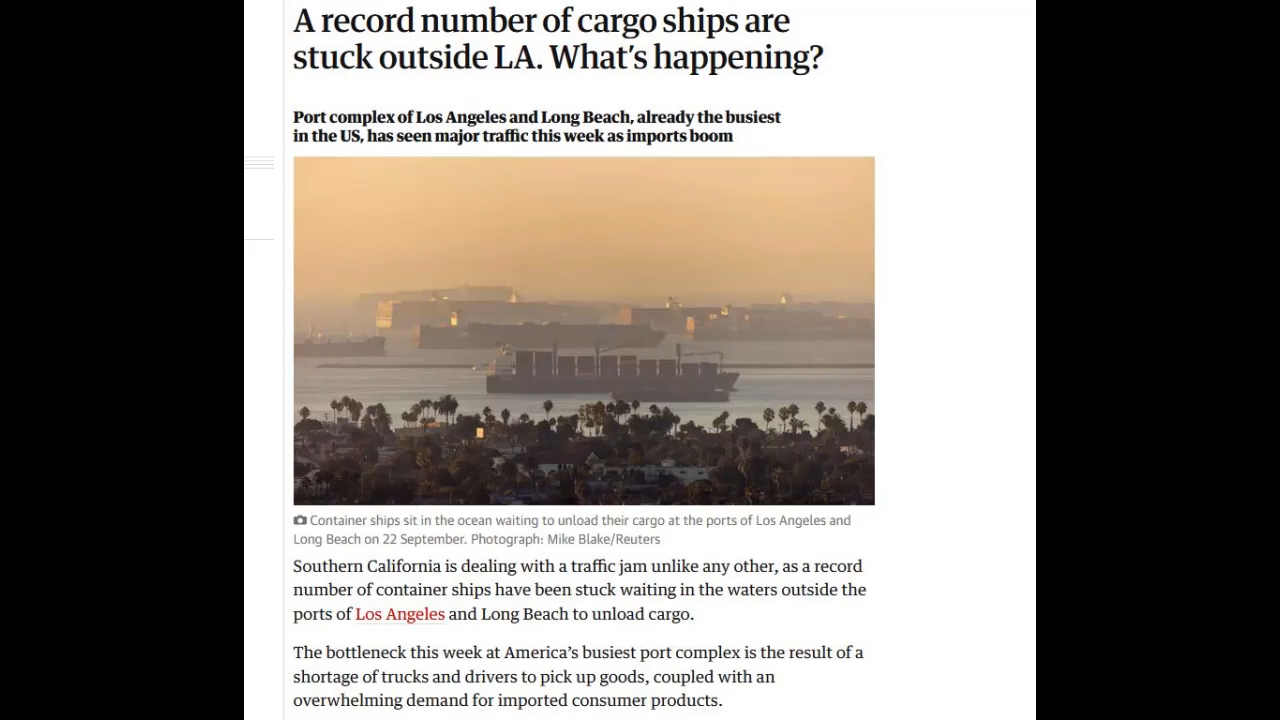 A record number of cargo ships are
stuck outside LA. What's happening?
Port complex of Los Angeles and Long Beach, already the busiest
in the US, has seen major traffic this week as imports boom
Container ships sit in the ocean waiting to unload their cargo at the ports of Los Angeles and
Long Beach on 22 September. Photograph: Mike Blake/Reuters
Southern California is dealing with a traffic jam unlike any other, as a record
number of container ships have been stuck waiting in the waters outside the
ports of Los Angeles and Long Beach to unload cargo.
The bottleneck this week at America's busiest port complex is the result of a
shortage of trucks and drivers to pick up goods, coupled with an
overwhelming demand for imported consumer products.